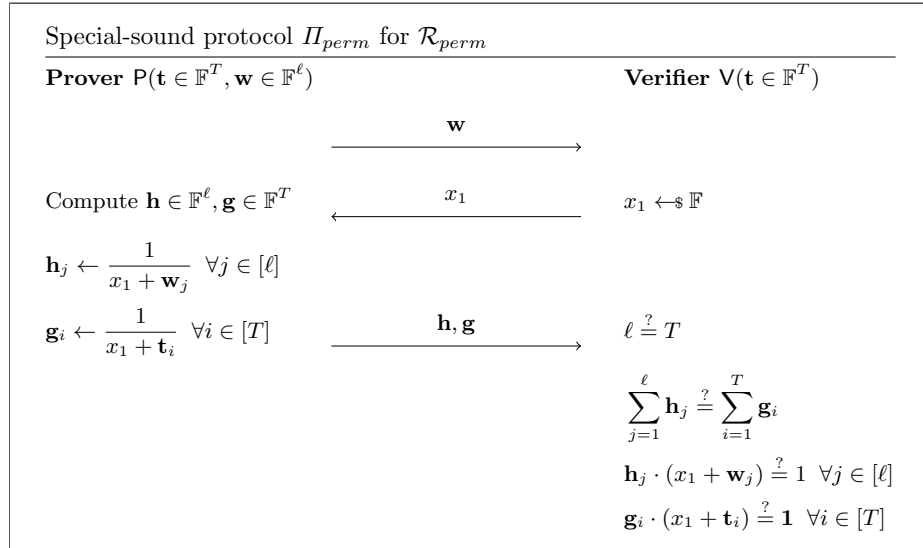 Special-sound protocol Π_perm for R_perm
Prover P(t ∈ 𝔽^T, w ∈ 𝔽^ℓ) Verifier V(t ∈ 𝔽^T)
w
Compute h ∈ 𝔽^ℓ, g ∈ 𝔽^T x_1 x_1 ←$ 𝔽
h_j ← 1/(x_1 + w_j) ∀j ∈ [ℓ]
g_i ← 1/(x_1 + t_i) ∀i ∈ [T] h, g ℓ ≟ T
∑_{j=1}^{ℓ} h_j ≟ ∑_{i=1}^{T} g_i
h_j · (x_1 + w_j) ≟ 1 ∀j ∈ [ℓ]
g_i · (x_1 + t_i) ≟ 1 ∀i ∈ [T]